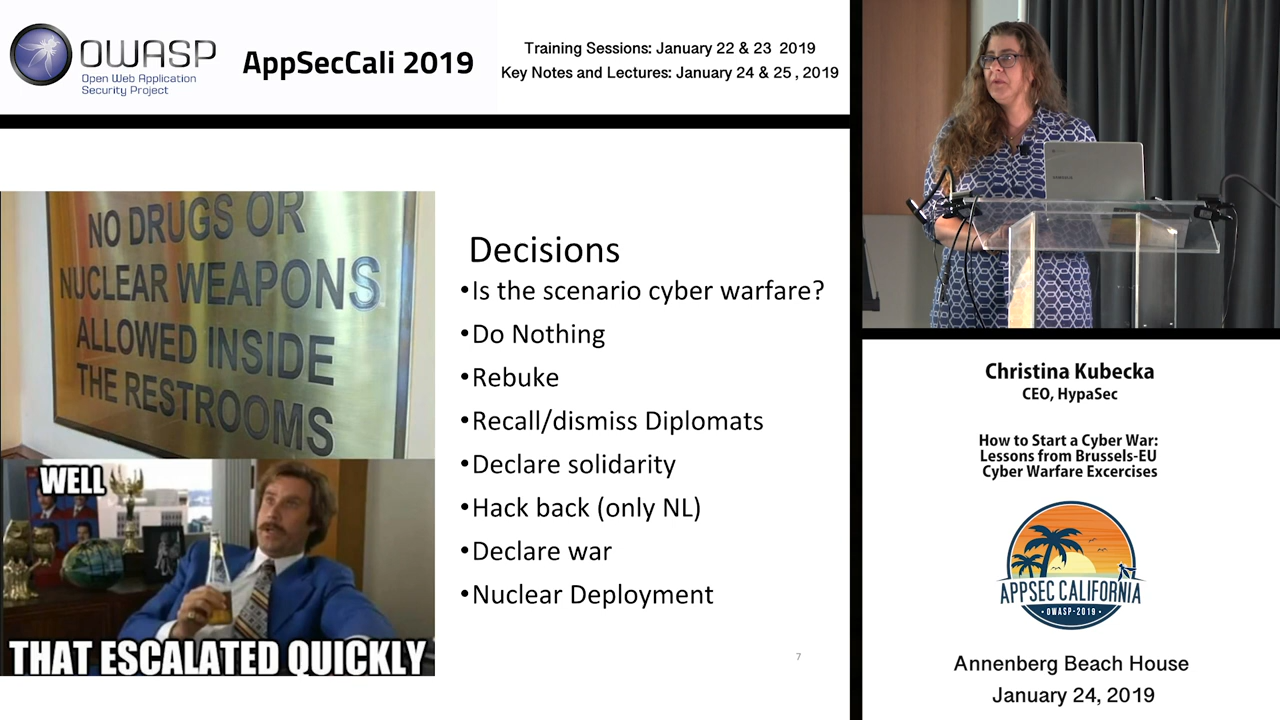 OWASP
Open Web Application
Security Project
AppSecCali 2019
Training Sessions: January 22 & 23 2019
Key Notes and Lectures: January 24 & 25, 2019
NO DRUGS OR
NUCLEAR WEAPONS
ALLOWED INSIDE
THE RESTROOMS
WELL
THAT ESCALATED QUICKLY
Decisions
•Is the scenario cyber warfare?
•Do Nothing
•Rebuke
•Recall/dismiss Diplomats
•Declare solidarity
•Hack back (only NL)
•Declare war
•Nuclear Deployment
7
Christina Kubecka
CEO, HypaSec
How to Start a Cyber War:
Lessons from Brussels-EU
Cyber Warfare Excercises
APPSEC CALIFORNIA
• OWASP-2019 •
Annenberg Beach House
January 24, 2019